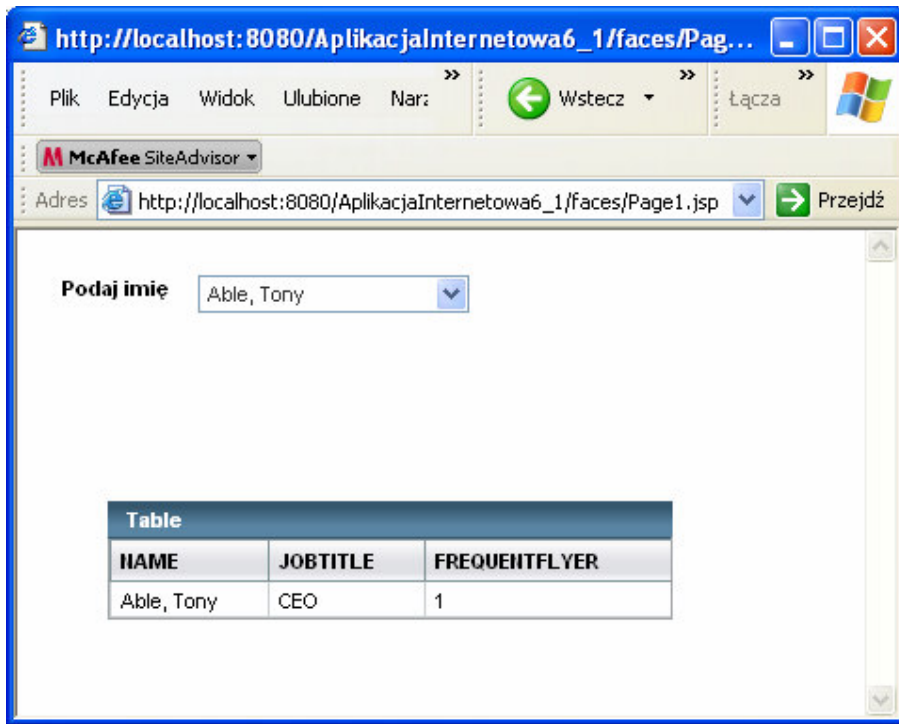 http://localhost:8080/AplikacjaInternetowa6_1/faces/Pag...
Plik Edycja Widok Ulubione Narz » Wstecz » Łącza »
McAfee SiteAdvisor
Adres http://localhost:8080/AplikacjaInternetowa6_1/faces/Page1.jsp Przejdź
Podaj imię Able, Tony
Table
NAME JOBTITLE FREQUENTFLYER
Able, Tony CEO 1